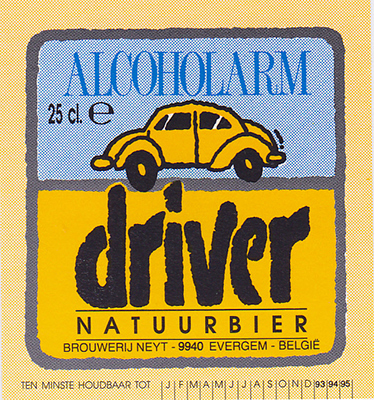 ALCOHOLARM
25 cl. e
driver
NATUURBIER
BROUWERIJ NEYT - 9940 EVERGEM - BELGIË
TEN MINSTE HOUDBAAR TOT J F M A M J J A S O N D 93 94 95